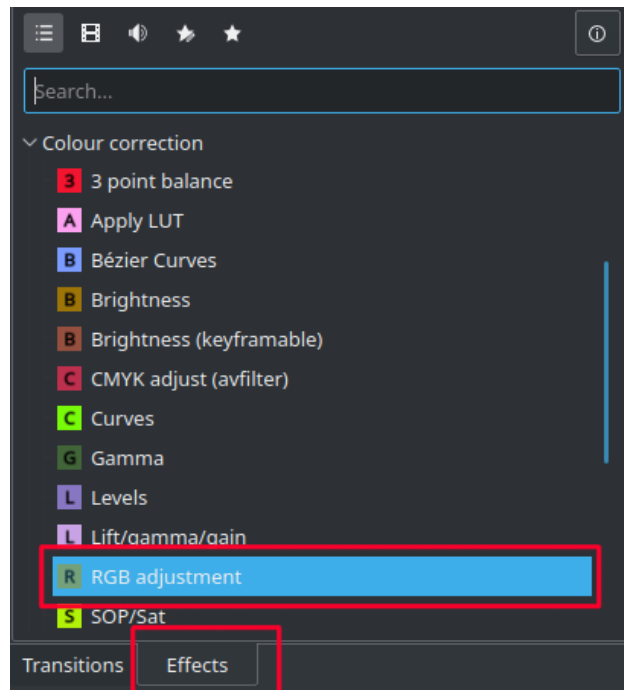 Search...
Colour correction
3 3 point balance
A Apply LUT
B Bézier Curves
B Brightness
B Brightness (keyframable)
C CMYK adjust (avfilter)
C Curves
G Gamma
L Levels
L Lift/gamma/gain
R RGB adjustment
S SOP/Sat
Transitions Effects